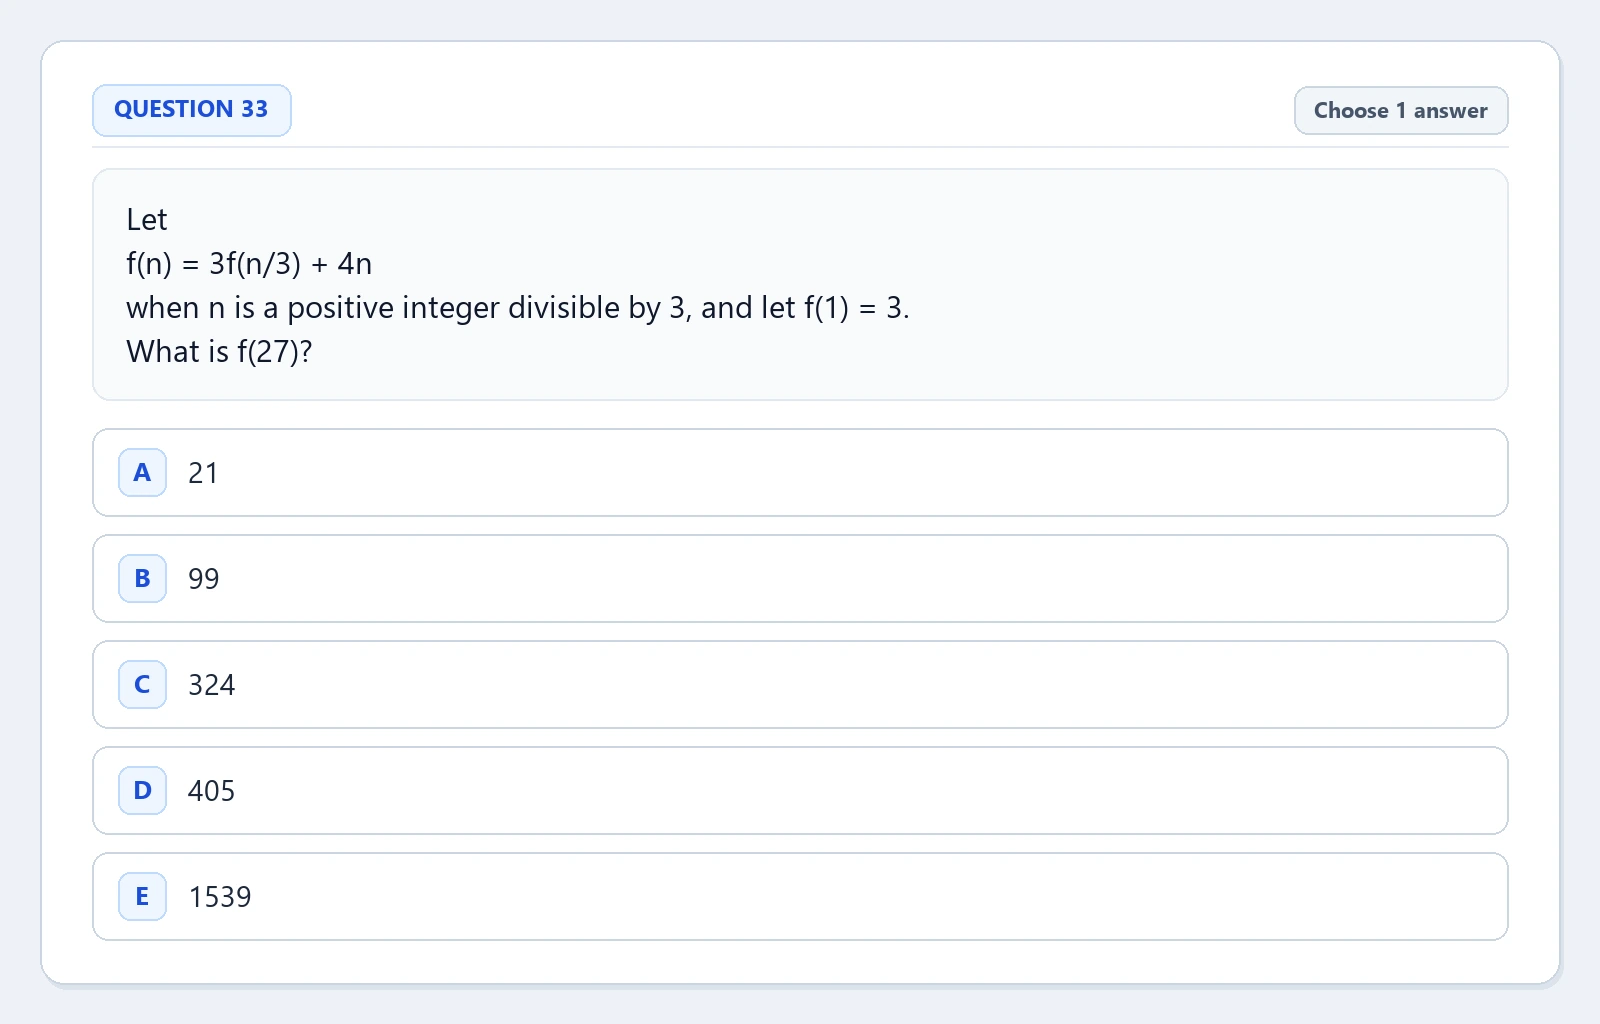 QUESTION 33
Choose 1 answer
Let
f(n) = 3f(n/3) + 4n
when n is a positive integer divisible by 3, and let f(1) = 3.
What is f(27)?
A 21
B 99
C 324
D 405
E 1539